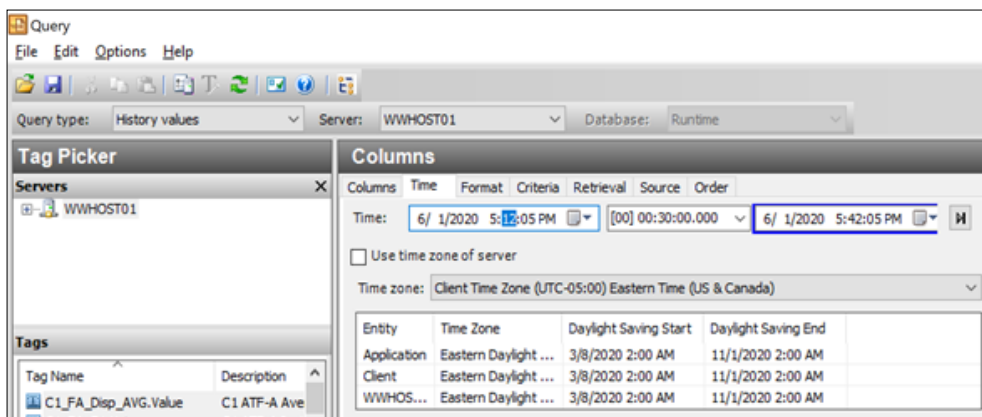 Query
File Edit Options Help
Query type: History values Server: WWHOST01 Database: Runtime
Tag Picker
Columns
Servers X
Columns Time Format Criteria Retrieval Source Order
WWHOST01
Time: 6/ 1/2020 5:12:05 PM [00] 00:30:00.000 6/ 1/2020 5:42:05 PM
Use time zone of server
Time zone: Client Time Zone (UTC-05:00) Eastern Time (US & Canada)
Entity Time Zone Daylight Saving Start Daylight Saving End
Application Eastern Daylight ... 3/8/2020 2:00 AM 11/1/2020 2:00 AM
Client Eastern Daylight ... 3/8/2020 2:00 AM 11/1/2020 2:00 AM
WWHOS... Eastern Daylight ... 3/8/2020 2:00 AM 11/1/2020 2:00 AM
Tags
Tag Name Description
C1_FA_Disp_AVG.Value C1 ATF-A Ave